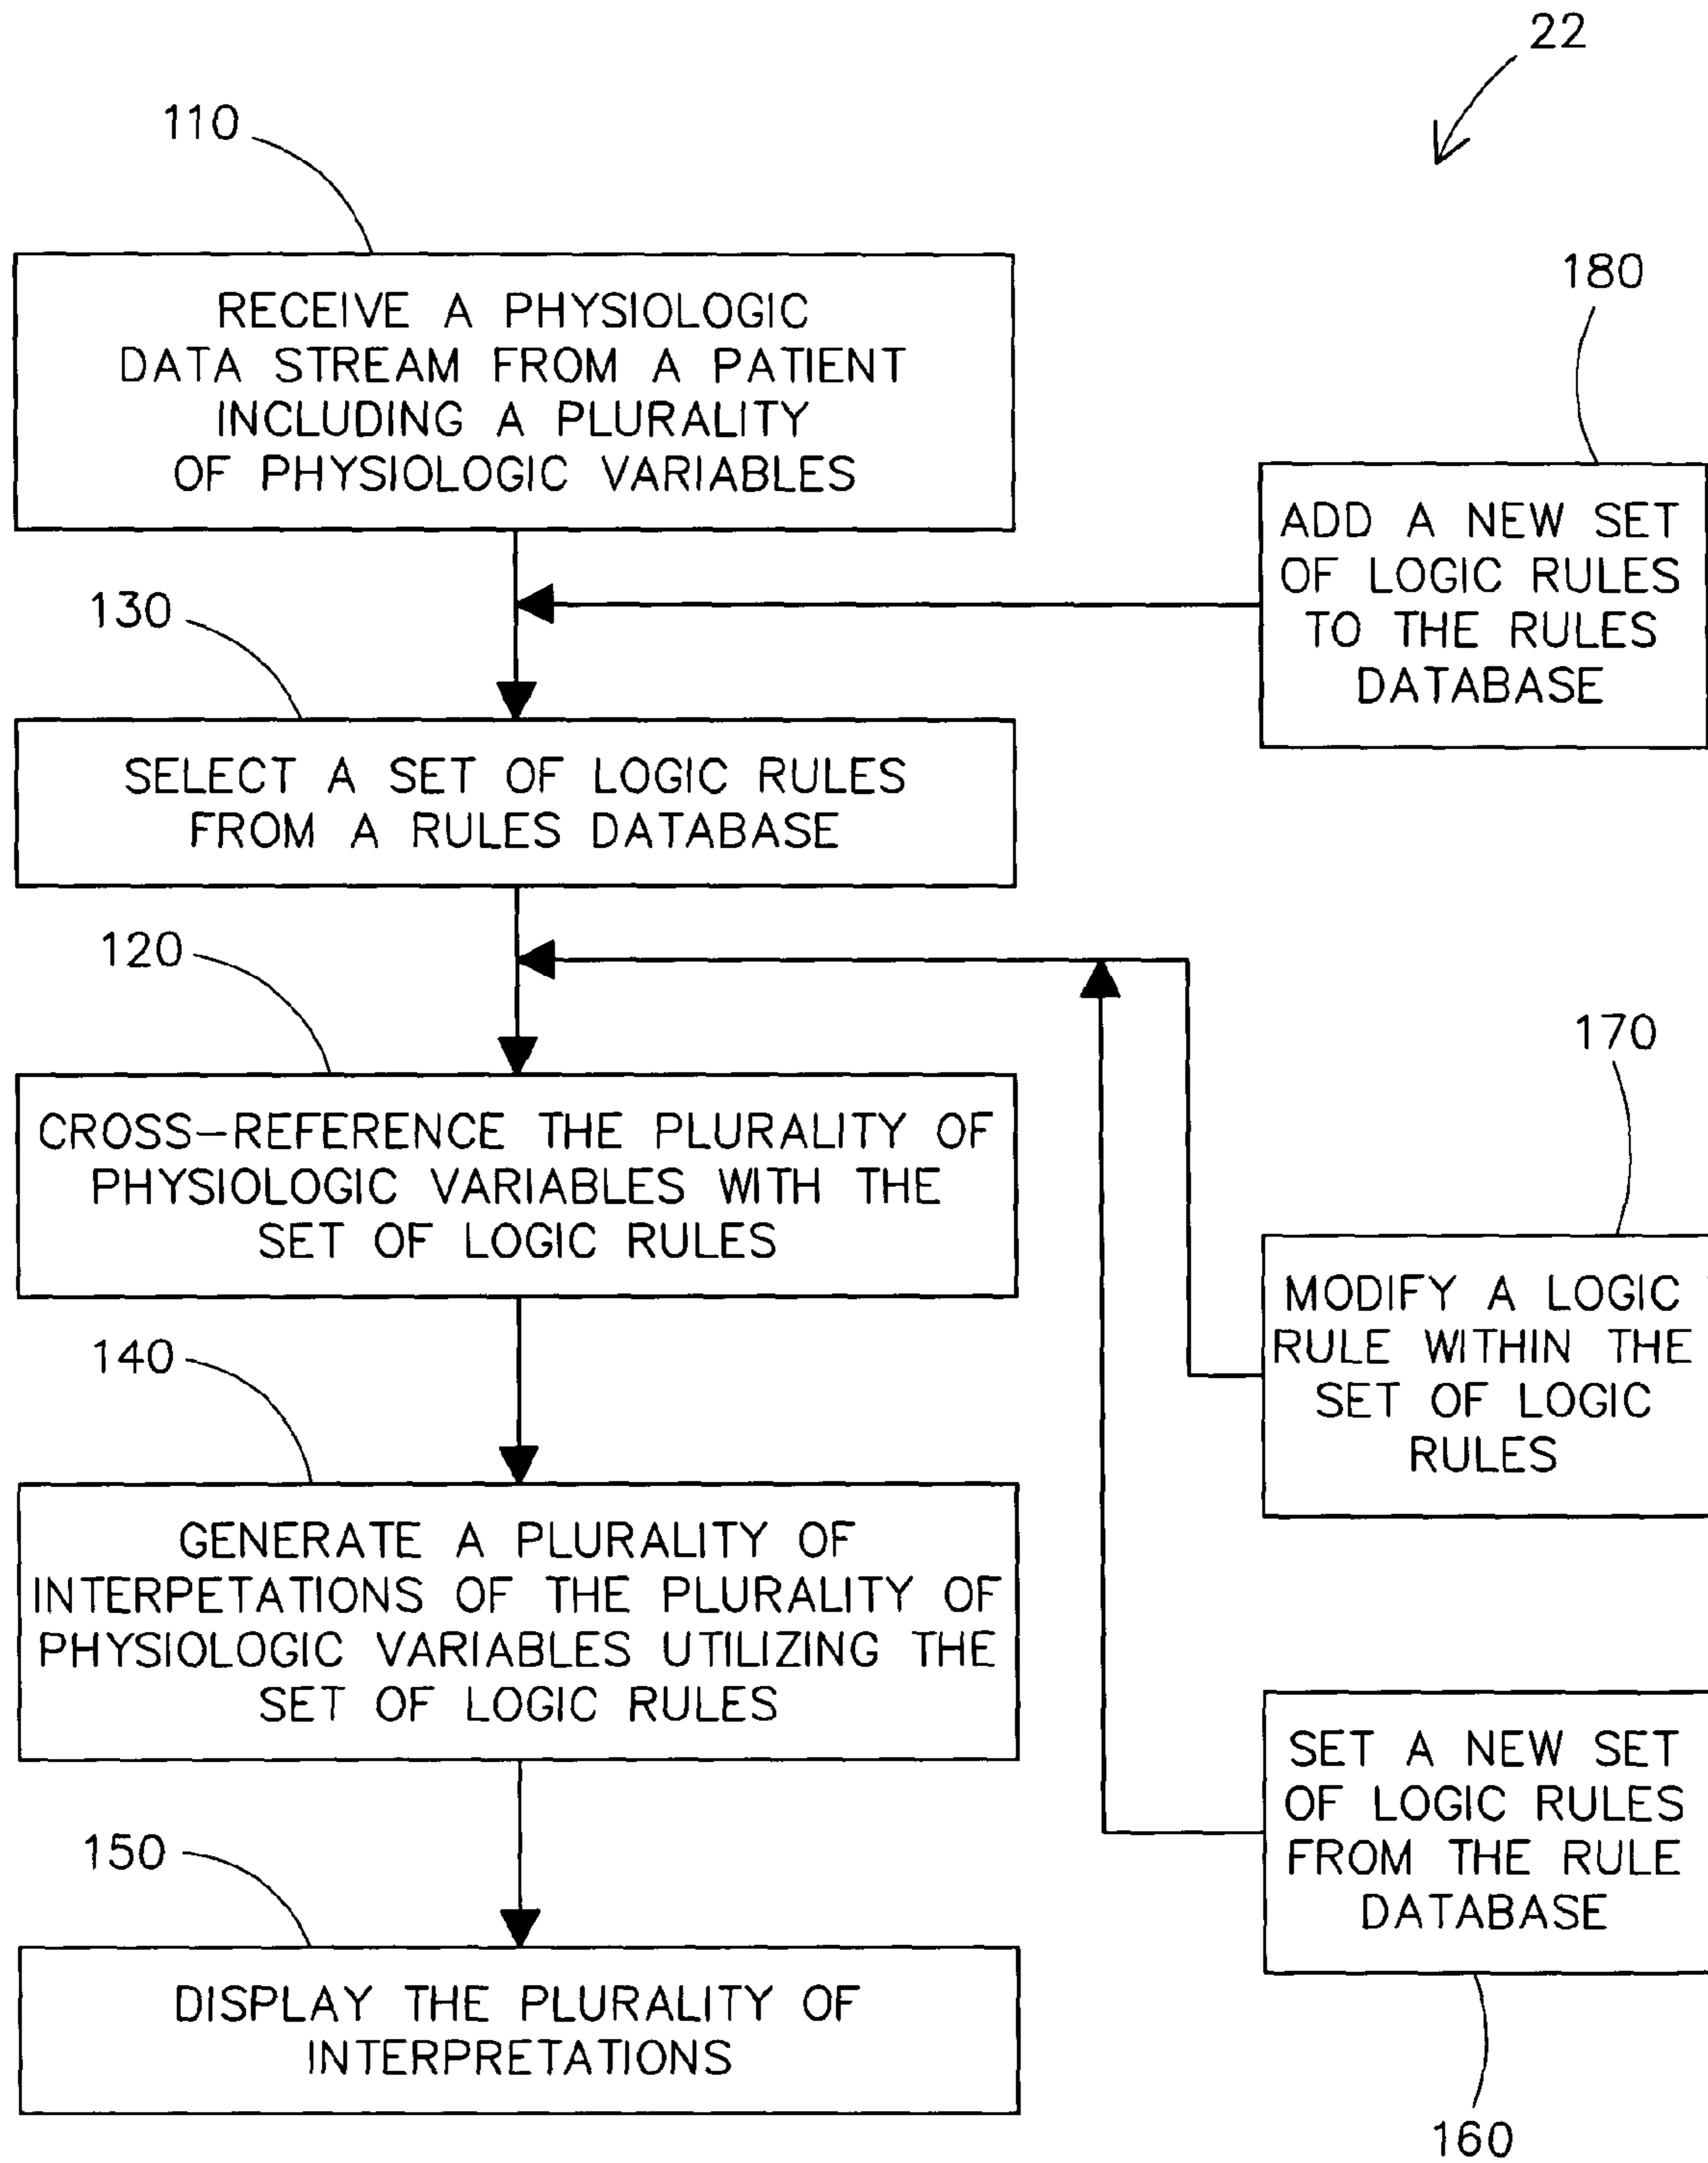 22
110
RECEIVE A PHYSIOLOGIC
DATA STREAM FROM A PATIENT
INCLUDING A PLURALITY
OF PHYSIOLOGIC VARIABLES
180
ADD A NEW SET
OF LOGIC RULES
TO THE RULES
DATABASE
130
SELECT A SET OF LOGIC RULES
FROM A RULES DATABASE
120
CROSS-REFERENCE THE PLURALITY OF
PHYSIOLOGIC VARIABLES WITH THE
SET OF LOGIC RULES
170
MODIFY A LOGIC
RULE WITHIN THE
SET OF LOGIC
RULES
140
GENERATE A PLURALITY OF
INTERPETATIONS OF THE PLURALITY OF
PHYSIOLOGIC VARIABLES UTILIZING THE
SET OF LOGIC RULES
SET A NEW SET
OF LOGIC RULES
FROM THE RULE
DATABASE
160
150
DISPLAY THE PLURALITY OF
INTERPRETATIONS